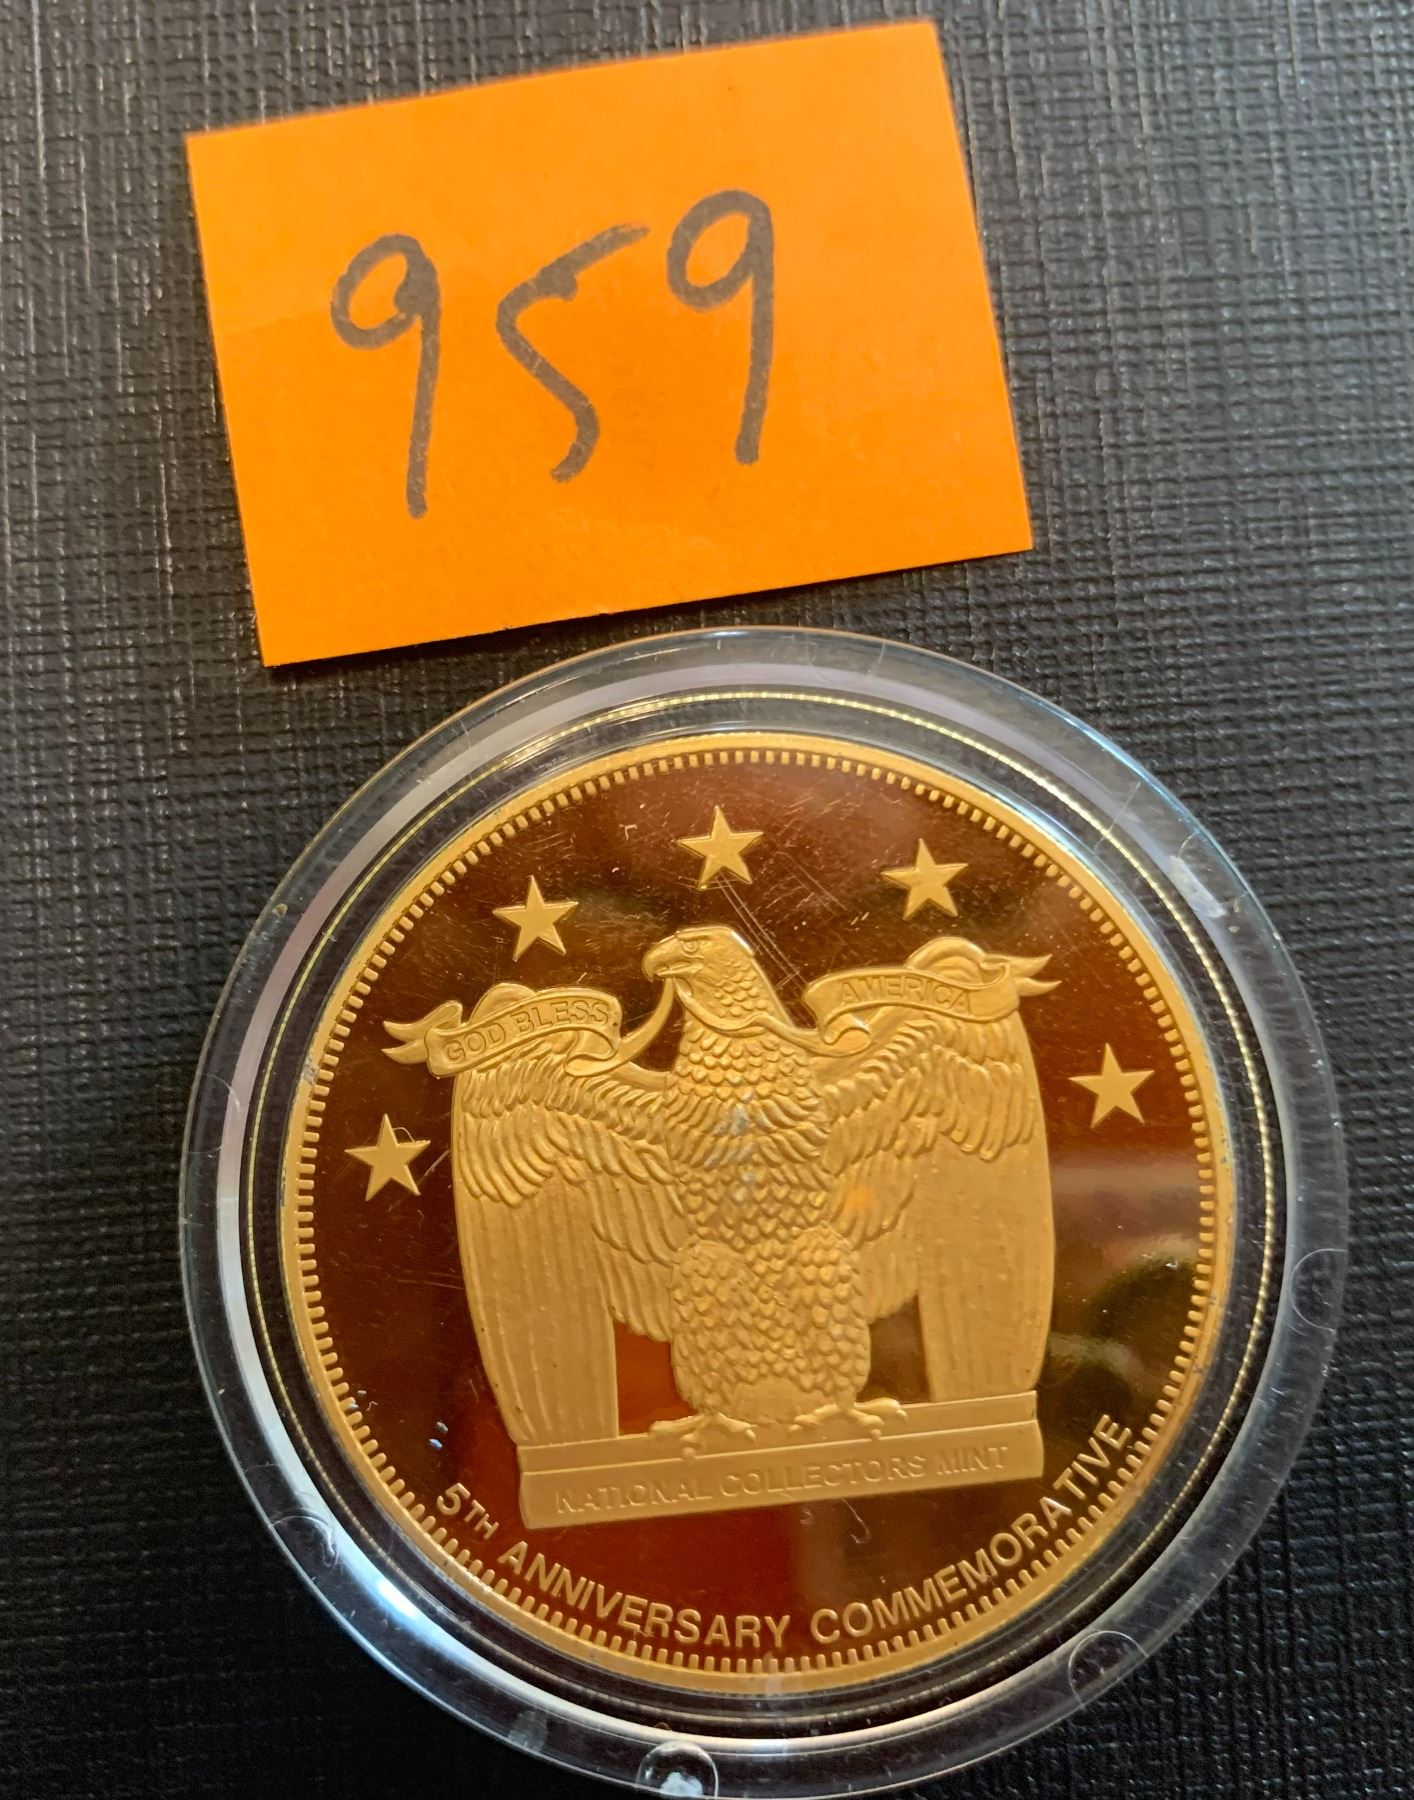 959
GOD BLESS AMERICA
NATIONAL COLLECTORS MINT
5TH ANNIVERSARY COMMEMORATIVE